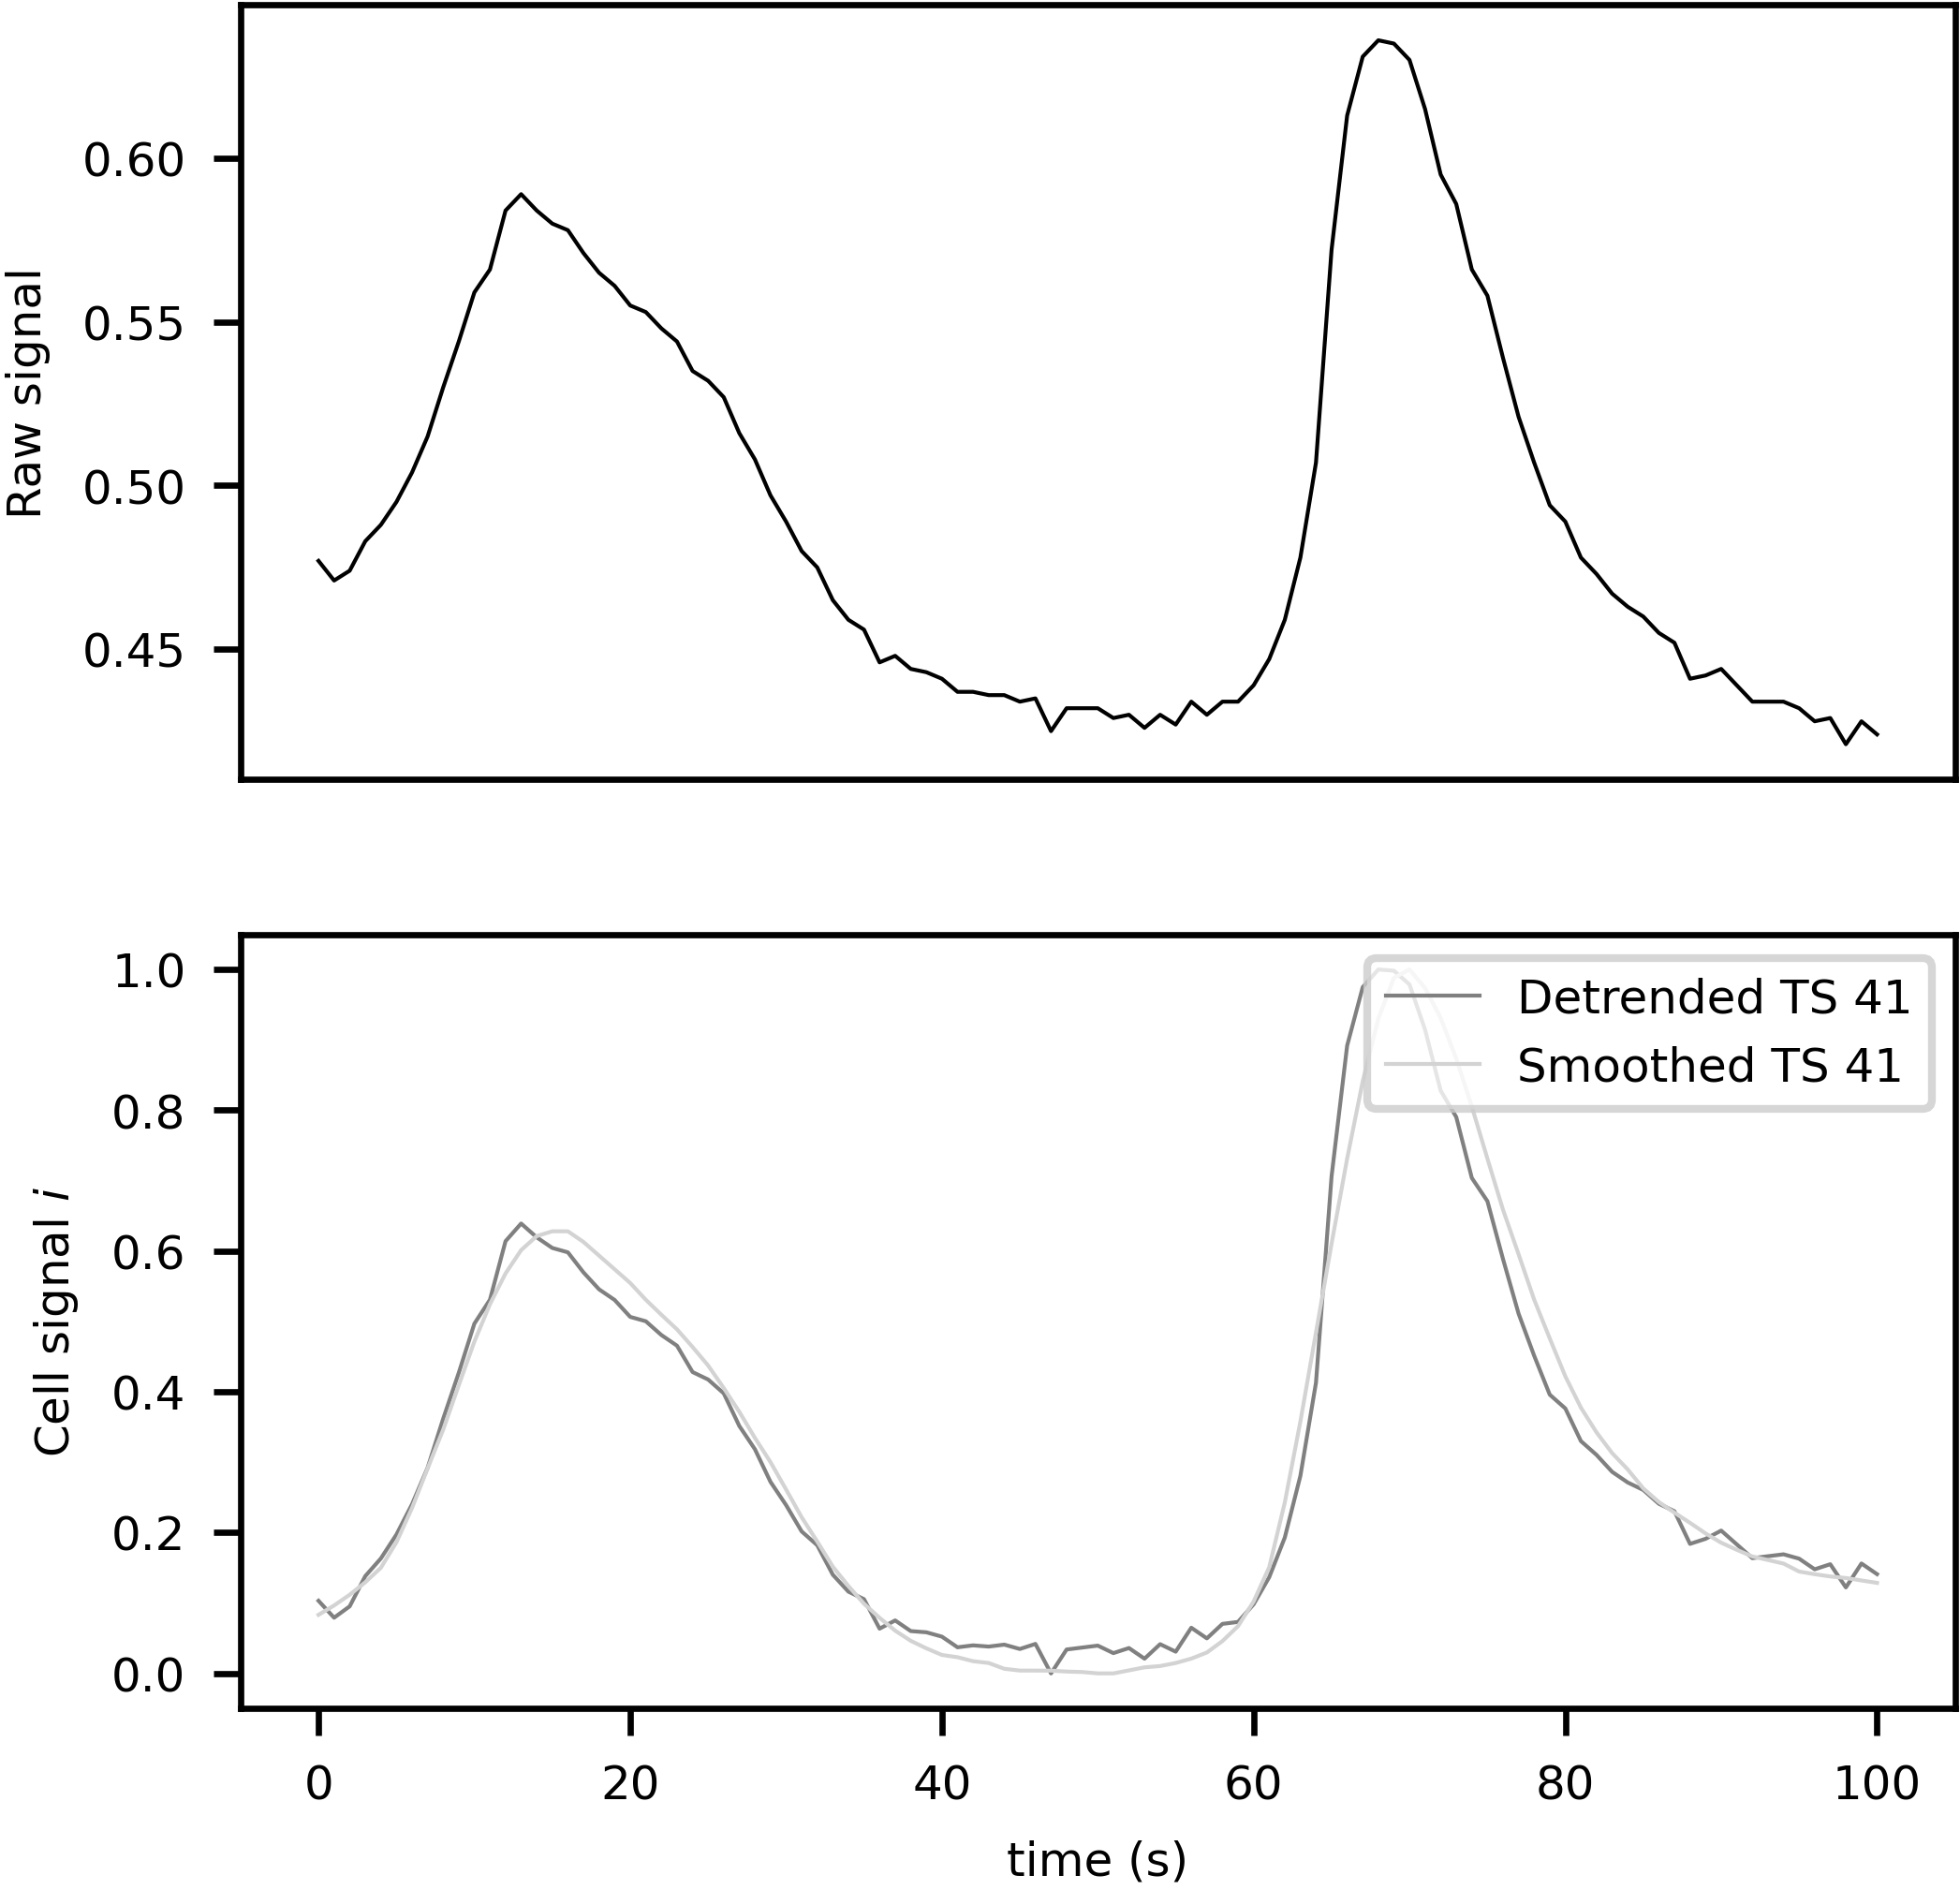 Raw signal
0.60
0.55
0.50
0.45
Cell signal i
1.0
0.8
0.6
0.4
0.2
0.0
Detrended TS 41
Smoothed TS 41
0 20 40 60 80 100
time (s)